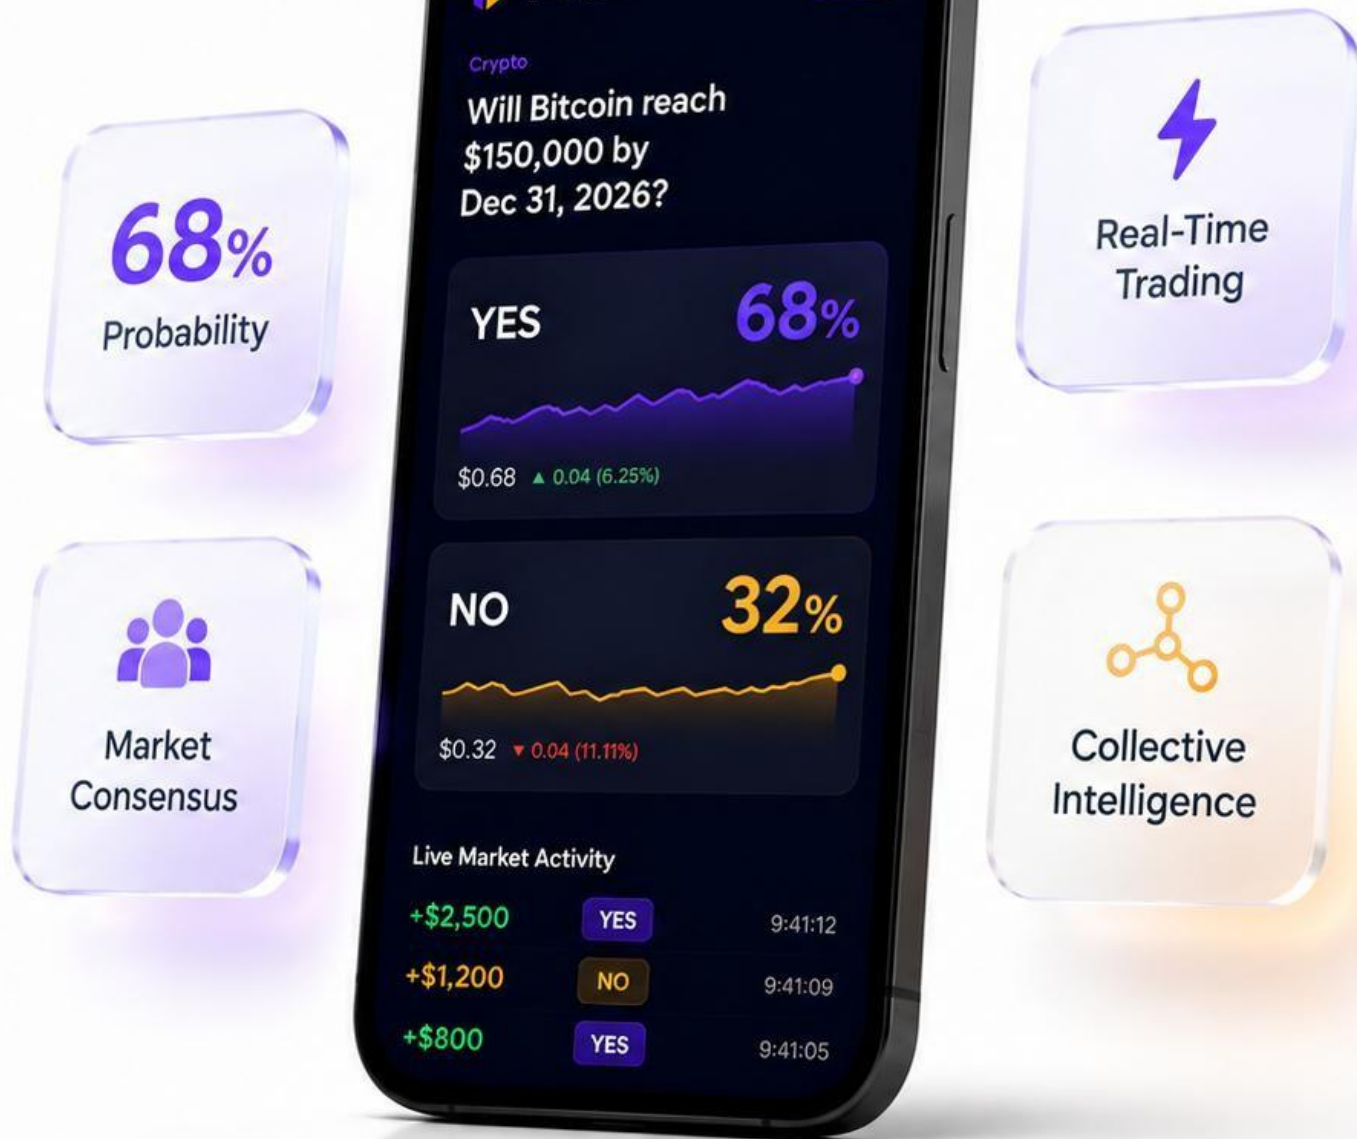 Crypto
Will Bitcoin reach
$150,000 by
Dec 31, 2026?
68%
Probability
YES
68%
$0.68 ▲ 0.04 (6.25%)
Real-Time
Trading
NO
32%
$0.32 ▼ 0.04 (11.11%)
Market
Consensus
Collective
Intelligence
Live Market Activity
+$2,500 YES 9:41:12
+$1,200 NO 9:41:09
+$800 YES 9:41:05